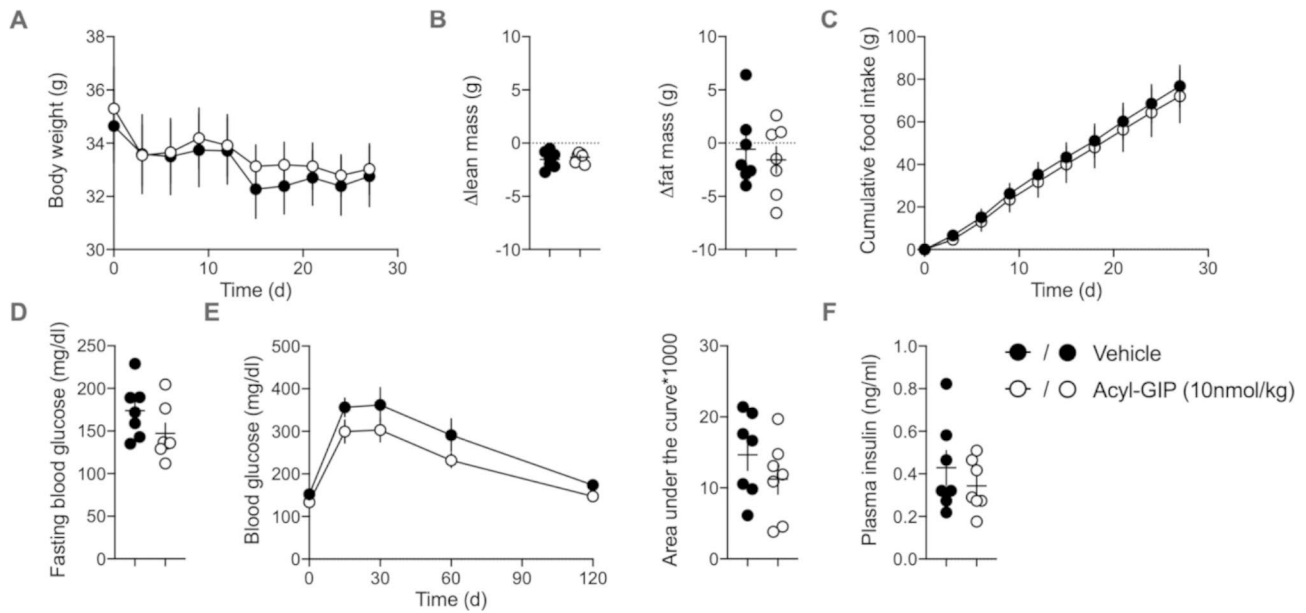 A
Body weight (g)
38
36
34
32
30
0
10
20
30
Time (d)
B
Δlean mass (g)
10
5
0
-5
-10
Δfat mass (g)
10
5
0
-5
-10
C
Cumulative food intake (g)
100
80
60
40
20
0
0
10
20
30
Time (d)
D
Fasting blood glucose (mg/dl)
250
200
150
100
50
0
E
Blood glucose (mg/dl)
500
400
300
200
100
0
0
30
60
90
120
Time (d)
Area under the curve*1000
30
20
10
0
F
Plasma insulin (ng/ml)
1.0
0.8
0.6
0.4
0.2
0.0
/ Vehicle
/ Acyl-GIP (10nmol/kg)